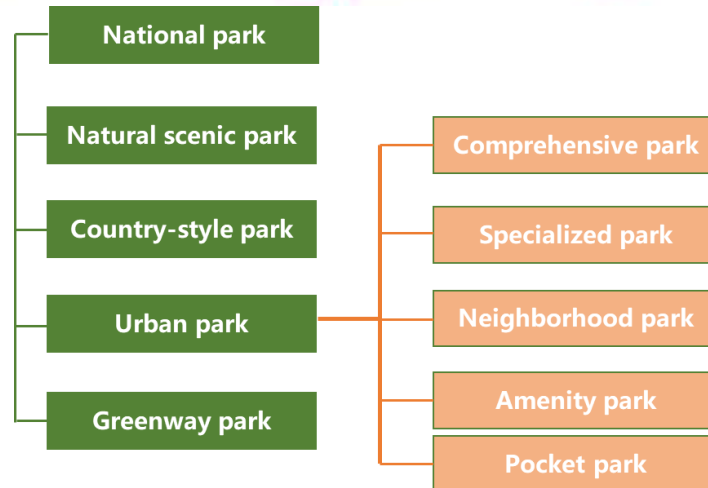 National park
Natural scenic park
Country-style park
Urban park
Greenway park
Comprehensive park
Specialized park
Neighborhood park
Amenity park
Pocket park